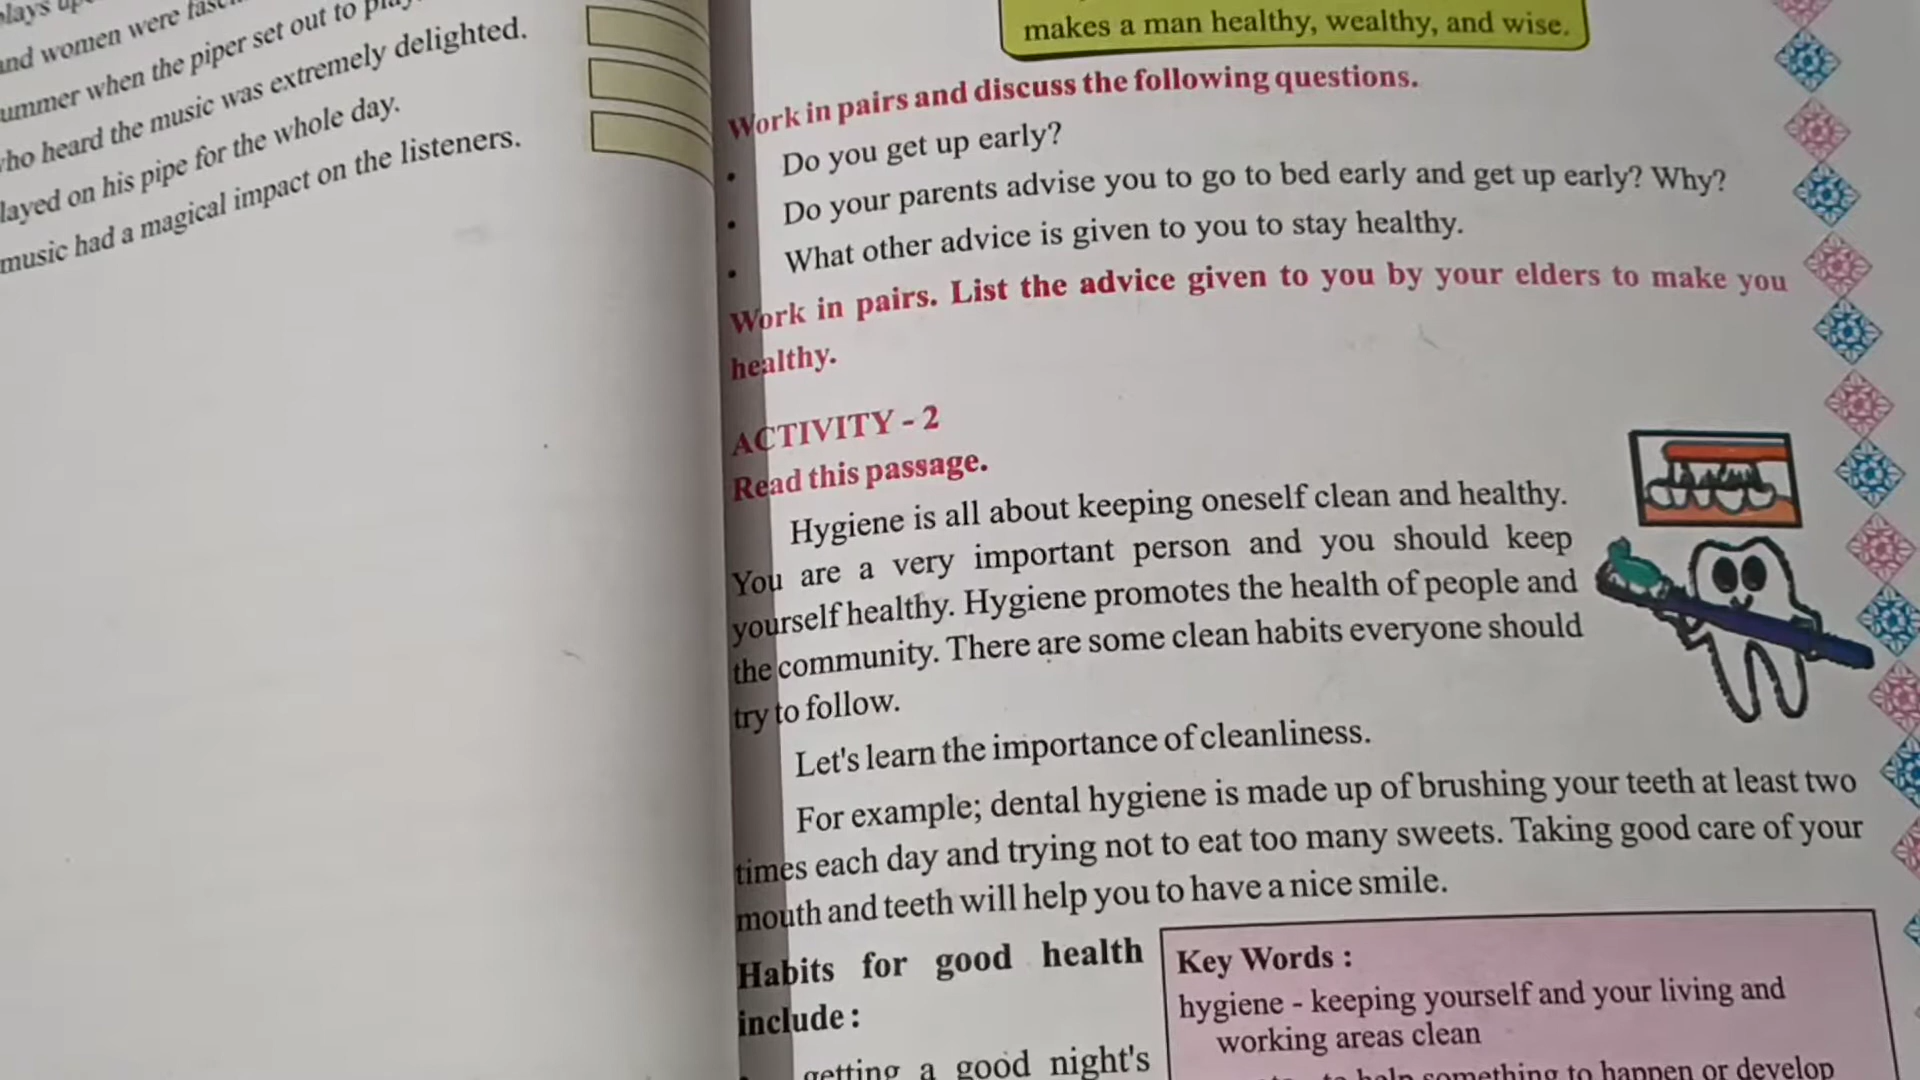 and women were
ummer when the piper set out to
ho heard the music was extremely delighted.
layed on his pipe for the whole day.
music had a magical impact on the listeners.
makes a man healthy, wealthy, and wise.
Work in pairs and discuss the following questions.
• Do you get up early?
• Do your parents advise you to go to bed early and get up early? Why?
• What other advice is given to you to stay healthy.
Work in pairs. List the advice given to you by your elders to make you
healthy.
ACTIVITY - 2
Read this passage.
Hygiene is all about keeping oneself clean and healthy.
You are a very important person and you should keep
yourself healthy. Hygiene promotes the health of people and
the community. There are some clean habits everyone should
try to follow.
Let's learn the importance of cleanliness.
For example; dental hygiene is made up of brushing your teeth at least two
times each day and trying not to eat too many sweets. Taking good care of your
mouth and teeth will help you to have a nice smile.
Habits for good health
include :
getting a good night's
Key Words :
hygiene - keeping yourself and your living and
working areas clean
to help something to happen or develop